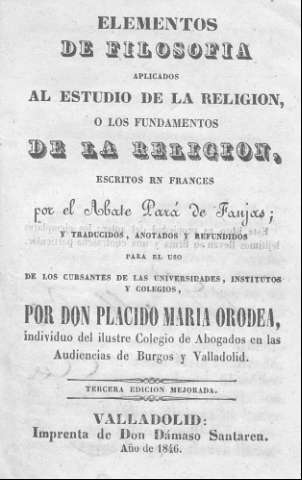 ELEMENTOS
DE FILOSOFIA
APLICADOS
AL ESTUDIO DE LA RELIGION,
O LOS FUNDAMENTOS
DE LA RELIGION,
ESCRITOS RN FRANCES
por el Abate Pará de Fanjas;
Y TRADUCIDOS, ANOTADOS Y REFUNDIDOS
PARA EL USO
DE LOS CURSANTES DE LAS UNIVERSIDADES, INSTITUTOS
Y COLEGIOS,
POR DON PLACIDO MARIA ORODEA,
individuo del ilustre Colegio de Abogados en las
Audiencias de Burgos y Valladolid.
TERCERA EDICION MEJORADA.
VALLADOLID:
Imprenta de Don Dámaso Santaren.
Año de 1846.